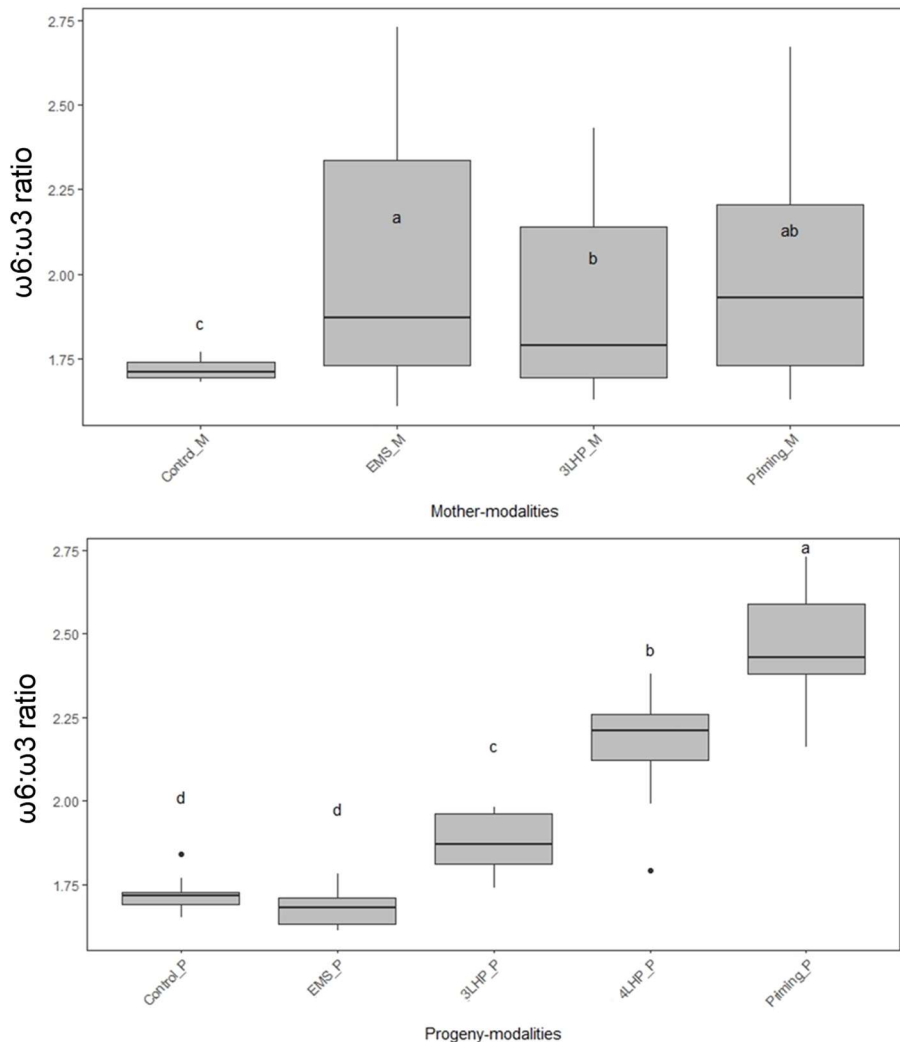 2.75
2.50
2.25
2.00
1.75
ω6:ω3 ratio
c
a
b
ab
Control_M
EMS_M
3LHP_M
Priming_M
Mother-modalities
2.75
2.50
2.25
2.00
1.75
ω6:ω3 ratio
d
d
c
b
a
Control_P
EMS_P
3LHP_P
4LHP_P
Priming_P
Progeny-modalities